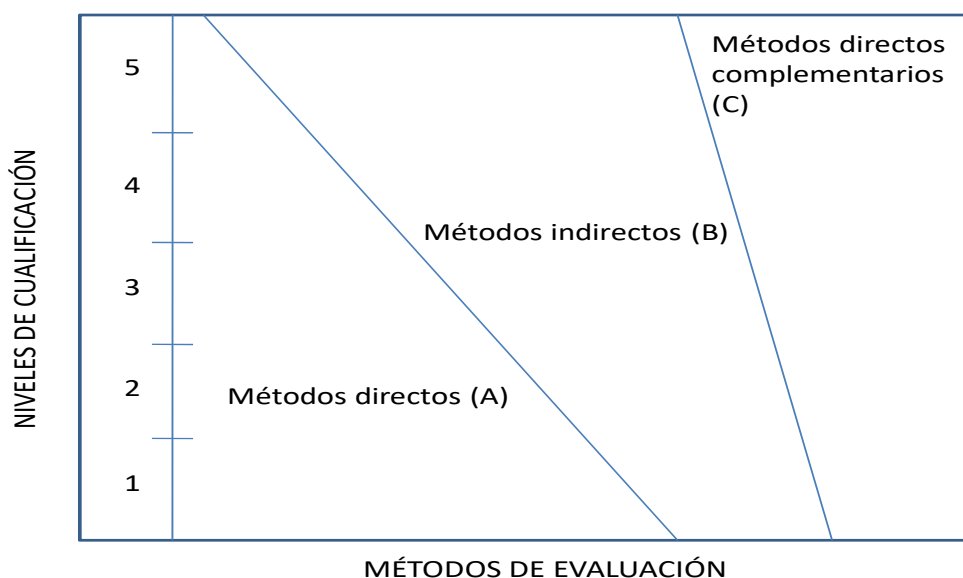 NIVELES DE CUALIFICACIÓN
5
4
3
2
1
Métodos directos
complementarios
(C)
Métodos indirectos (B)
Métodos directos (A)
MÉTODOS DE EVALUACIÓN